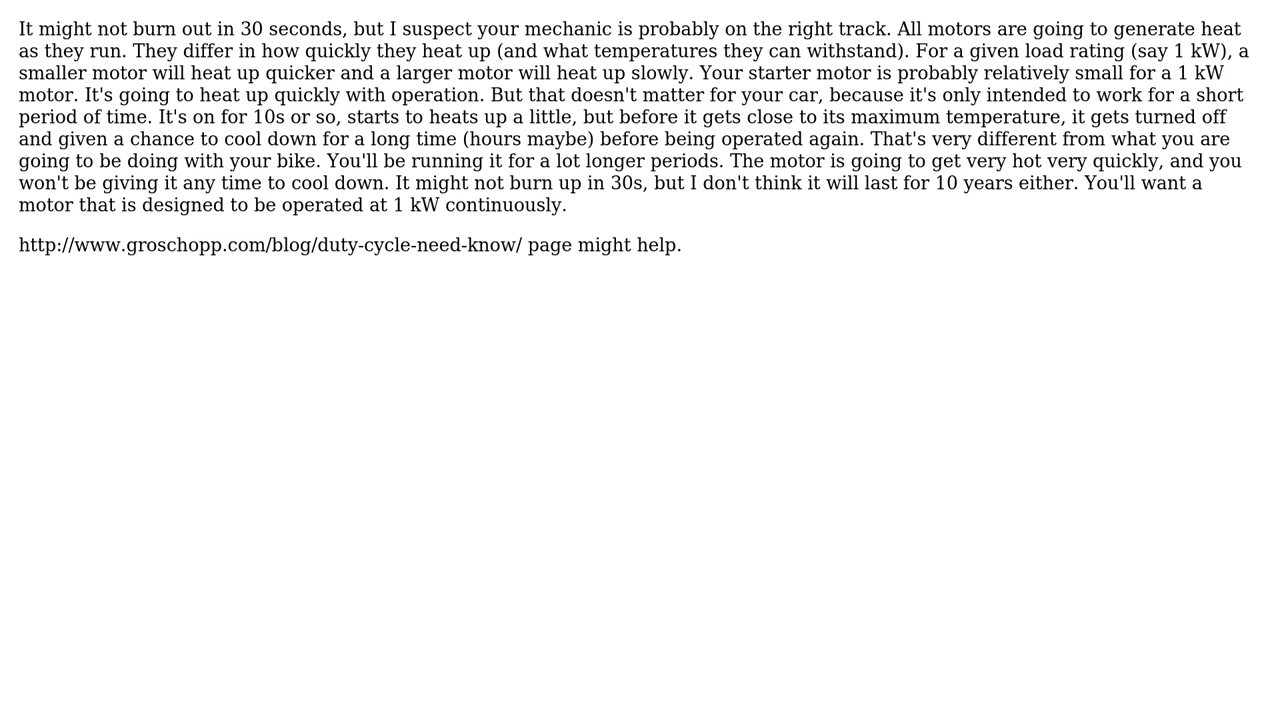 It might not burn out in 30 seconds, but I suspect your mechanic is probably on the right track. All motors are going to generate heat
as they run. They differ in how quickly they heat up (and what temperatures they can withstand). For a given load rating (say 1 kW), a
smaller motor will heat up quicker and a larger motor will heat up slowly. Your starter motor is probably relatively small for a 1 kW
motor. It's going to heat up quickly with operation. But that doesn't matter for your car, because it's only intended to work for a short
period of time. It's on for 10s or so, starts to heats up a little, but before it gets close to its maximum temperature, it gets turned off
and given a chance to cool down for a long time (hours maybe) before being operated again. That's very different from what you are
going to be doing with your bike. You'll be running it for a lot longer periods. The motor is going to get very hot very quickly, and you
won't be giving it any time to cool down. It might not burn up in 30s, but I don't think it will last for 10 years either. You'll want a
motor that is designed to be operated at 1 kW continuously.
http://www.groschopp.com/blog/duty-cycle-need-know/ page might help.